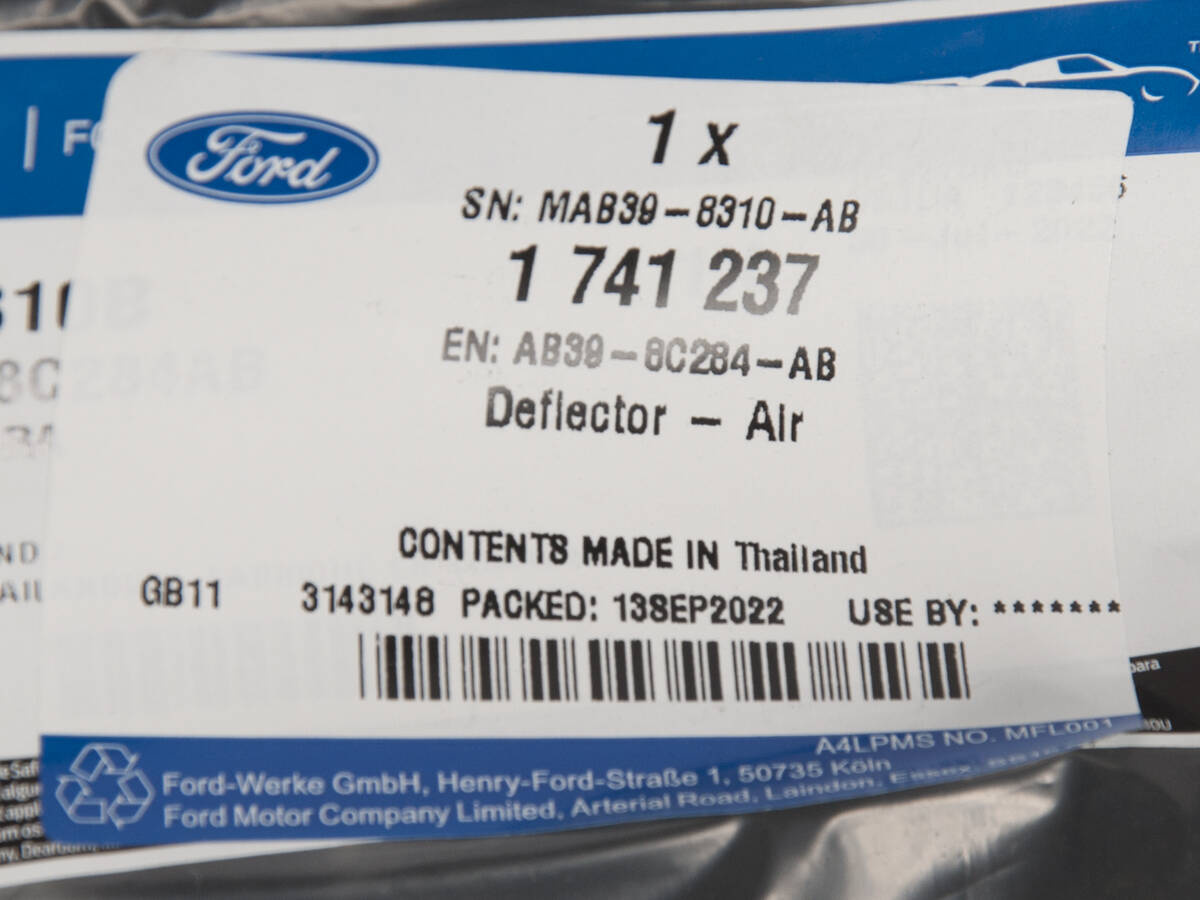 Ford
1 x
SN: MAB39-8310-AB
1 741 237
EN: AB39-8C284-AB
Deflector - Air
CONTENTS MADE IN Thailand
GB11 3143148 PACKED: 13SEP2022 USE BY: *******
A4LPMS NO. MFL001
Ford-Werke GmbH, Henry-Ford-Straße 1, 50735 Köln
Ford Motor Company Limited, Arterial Road, Laindon, Essex,